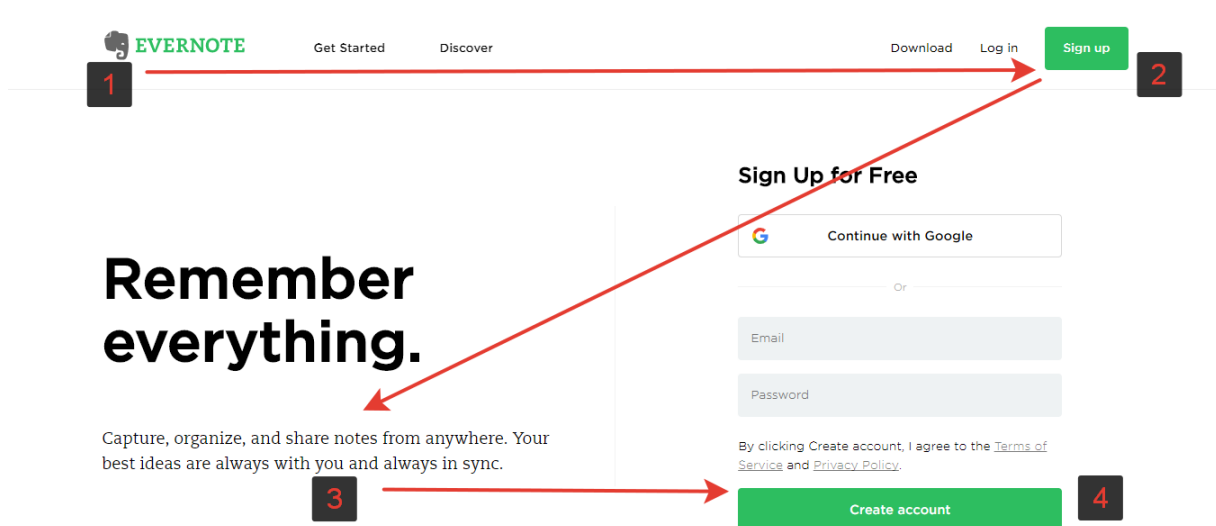 EVERNOTE Get Started Discover Download Log in Sign up
1
2
Sign Up for Free
Continue with Google
Or
Remember
everything.
Email
Password
Capture, organize, and share notes from anywhere. Your
best ideas are always with you and always in sync.
By clicking Create account, I agree to the Terms of
Service and Privacy Policy.
3
4
Create account